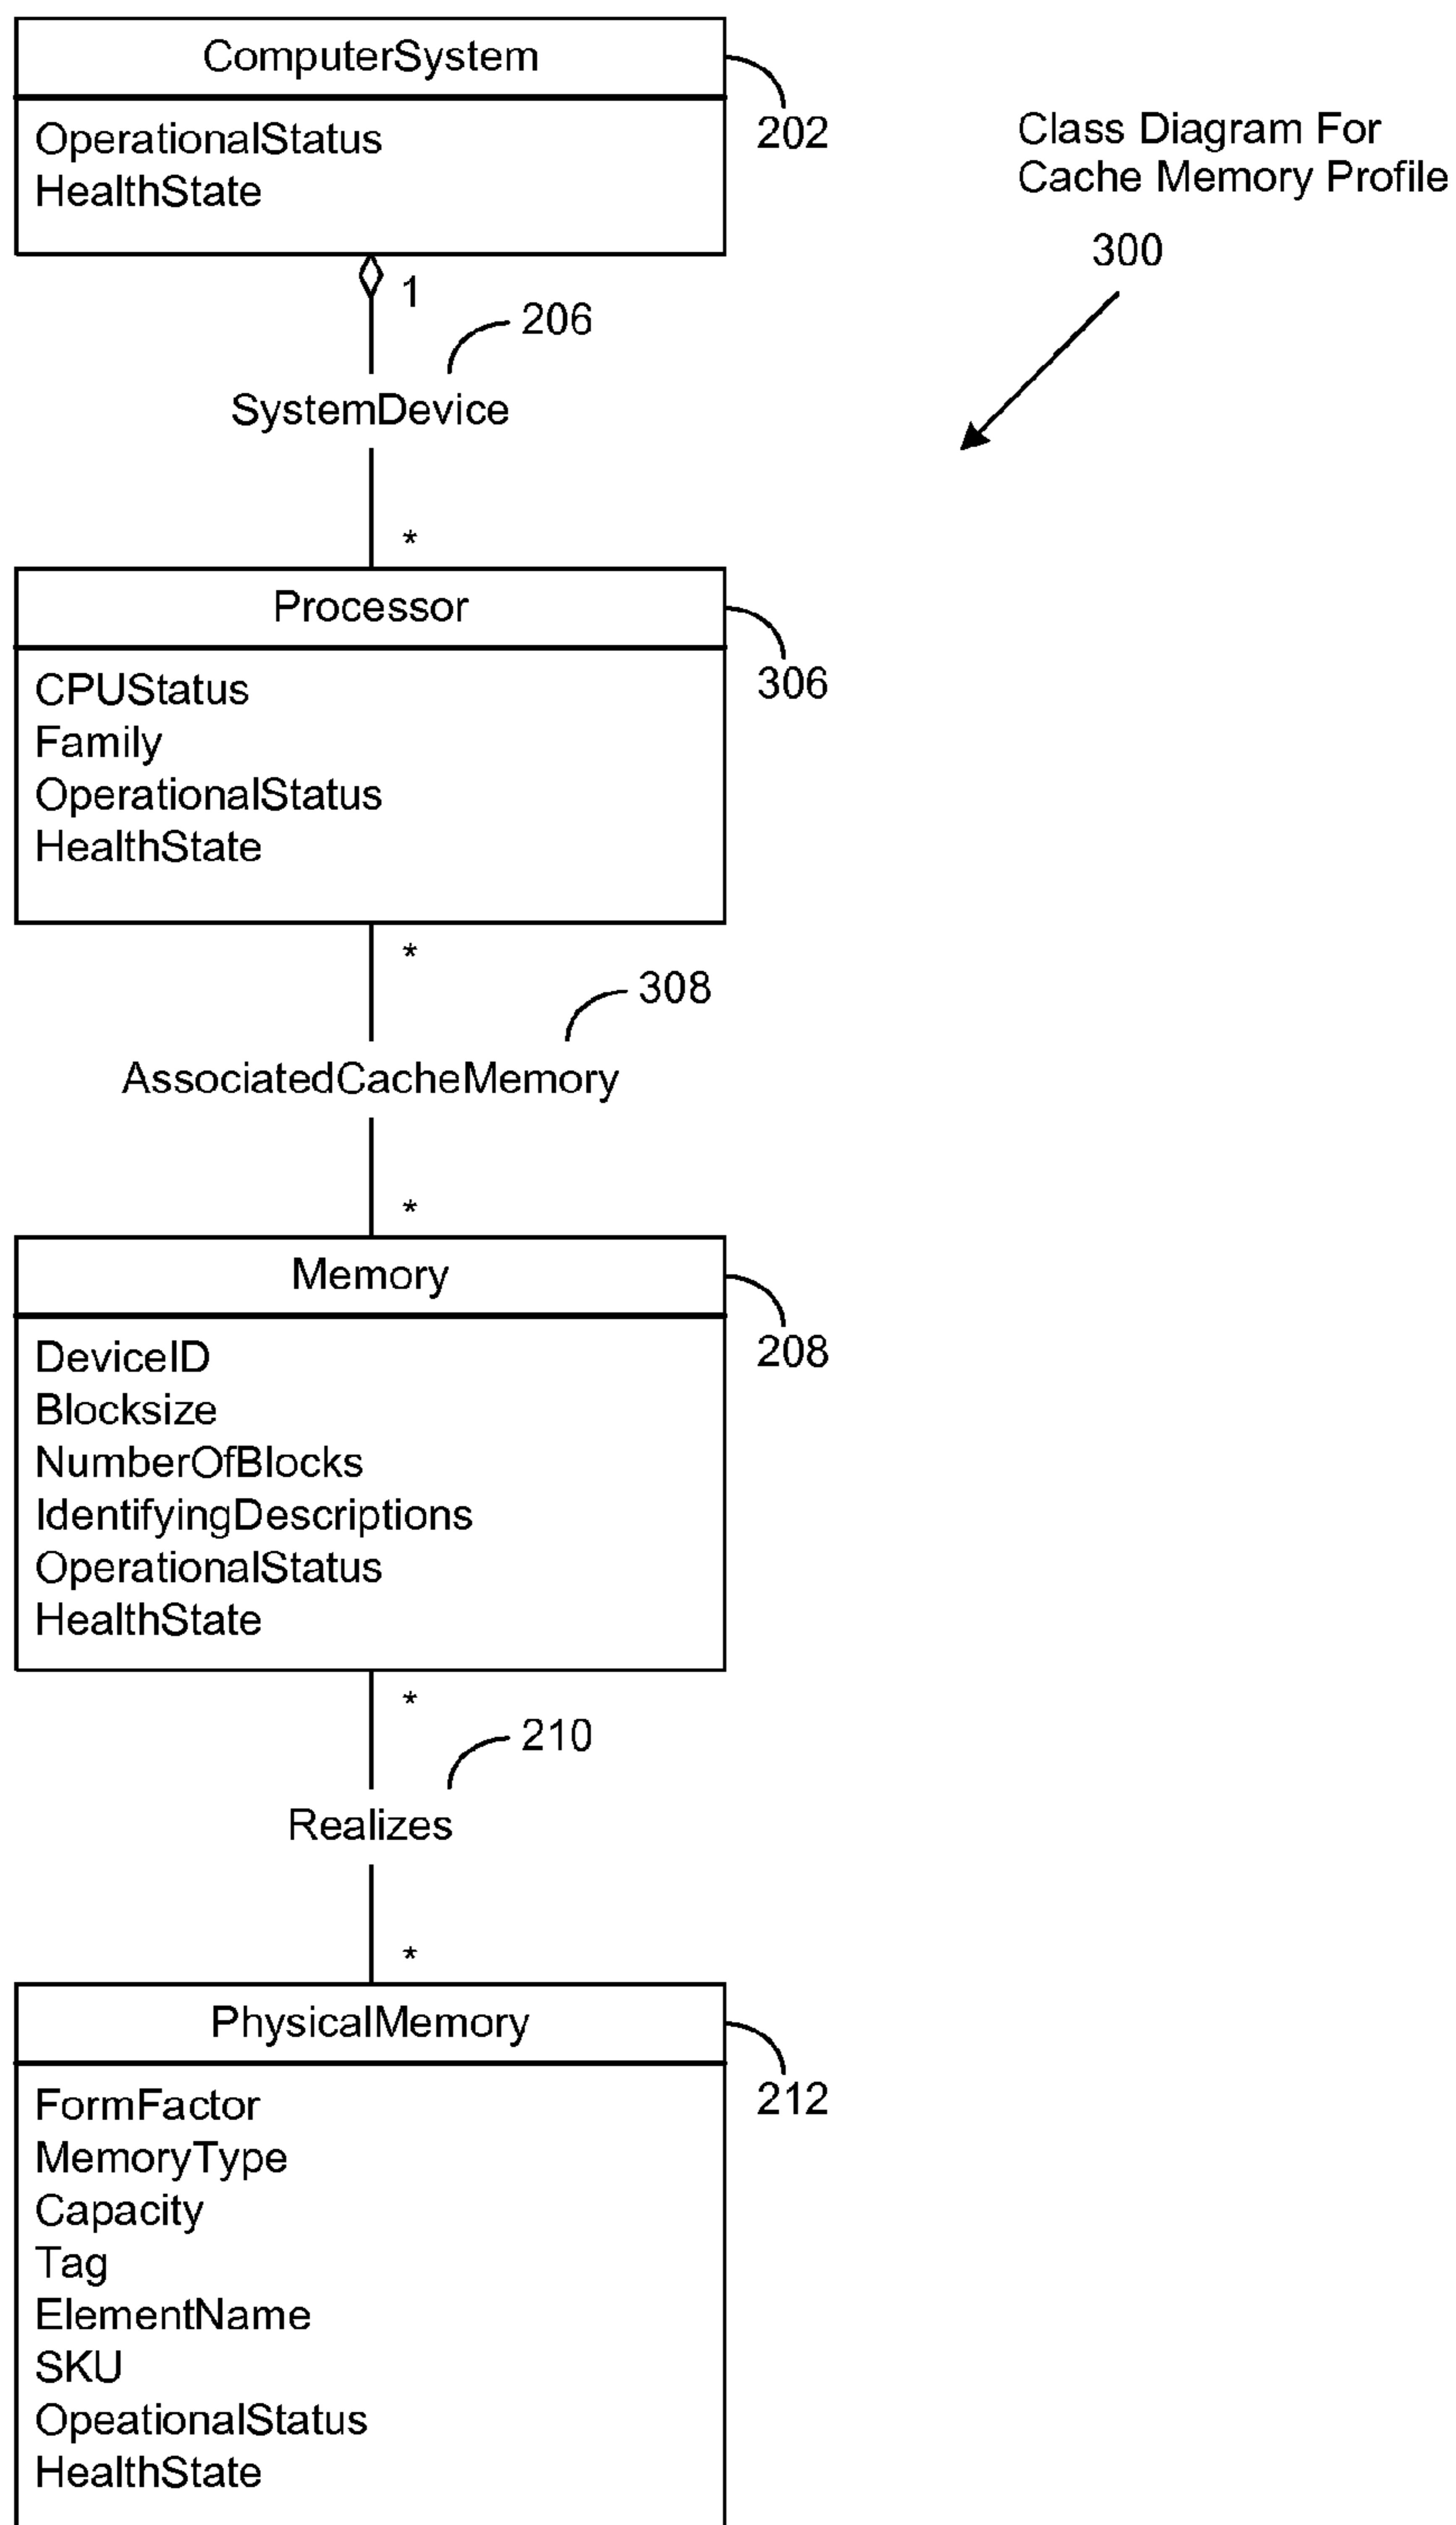 ComputerSystem
OperationalStatus
HealthState
202
Class Diagram For
Cache Memory Profile
300
1
206
SystemDevice
*
Processor
CPUStatus
Family
OperationalStatus
HealthState
306
*
308
AssociatedCacheMemory
*
Memory
DeviceID
Blocksize
NumberOfBlocks
IdentifyingDescriptions
OperationalStatus
HealthState
208
*
210
Realizes
*
PhysicalMemory
FormFactor
MemoryType
Capacity
Tag
ElementName
SKU
OpeationalStatus
HealthState
212